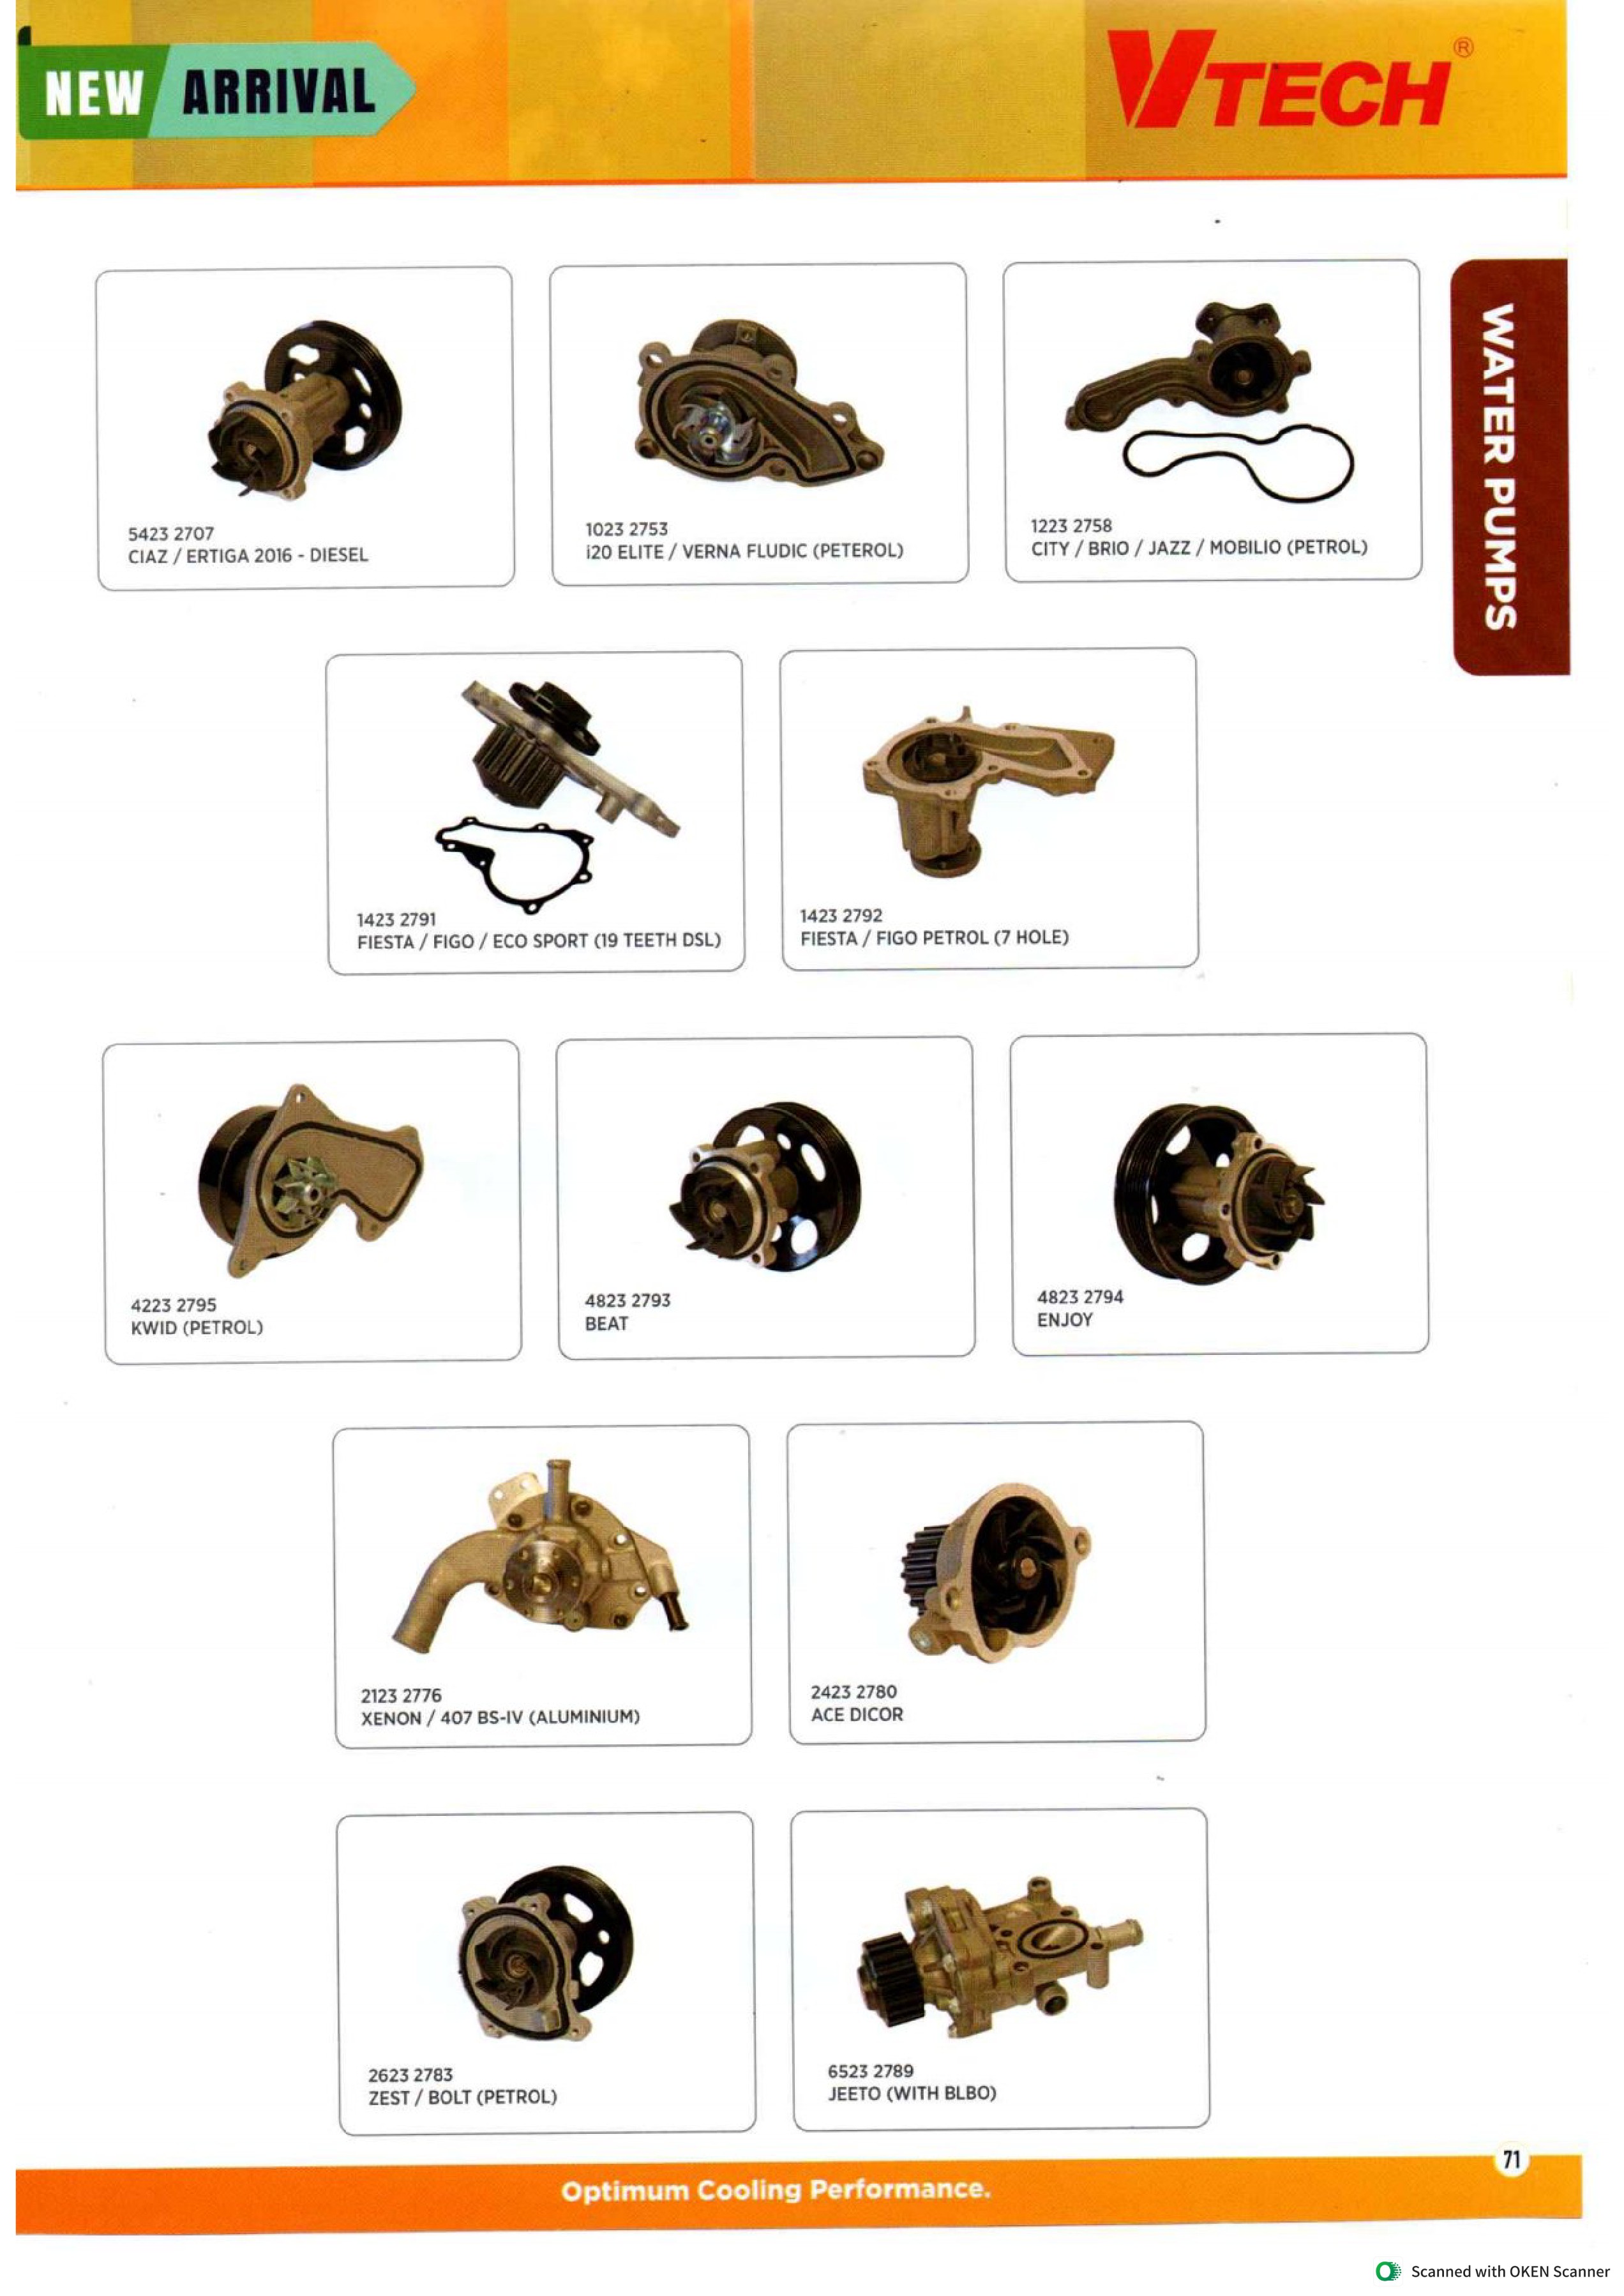 NEW ARRIVAL
VTECH®
WATER PUMPS
5423 2707
CIAZ / ERTIGA 2016 - DIESEL
1023 2753
i20 ELITE / VERNA FLUDIC (PETEROL)
1223 2758
CITY / BRIO / JAZZ / MOBILIO (PETROL)
1423 2791
FIESTA / FIGO / ECO SPORT (19 TEETH DSL)
1423 2792
FIESTA / FIGO PETROL (7 HOLE)
4223 2795
KWID (PETROL)
4823 2793
BEAT
4823 2794
ENJOY
2123 2776
XENON / 407 BS-IV (ALUMINIUM)
2423 2780
ACE DICOR
2623 2783
ZEST / BOLT (PETROL)
6523 2789
JEETO (WITH BLBO)
71
Optimum Cooling Performance.
Scanned with OKEN Scanner